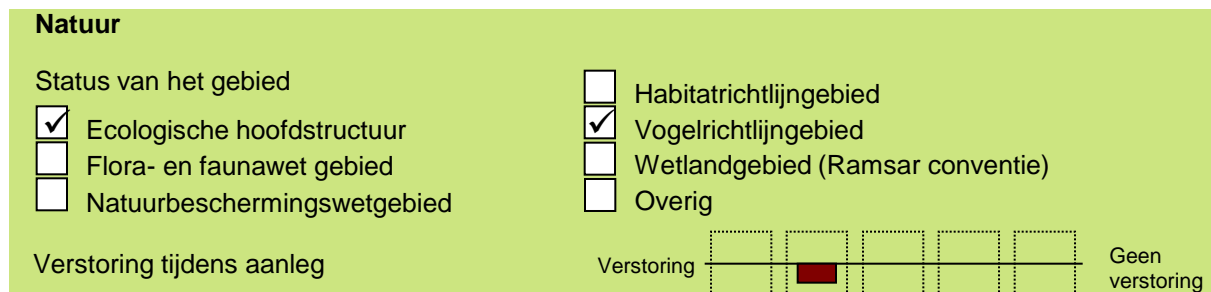 Natuur
Status van het gebied
✓ Ecologische hoofdstructuur
Flora- en faunawet gebied
Natuurbeschermingswetgebied
Habitatrichtlijngebied
✓ Vogelrichtlijngebied
Wetlandgebied (Ramsar conventie)
Overig
Verstoring tijdens aanleg
Verstoring
Geen
verstoring